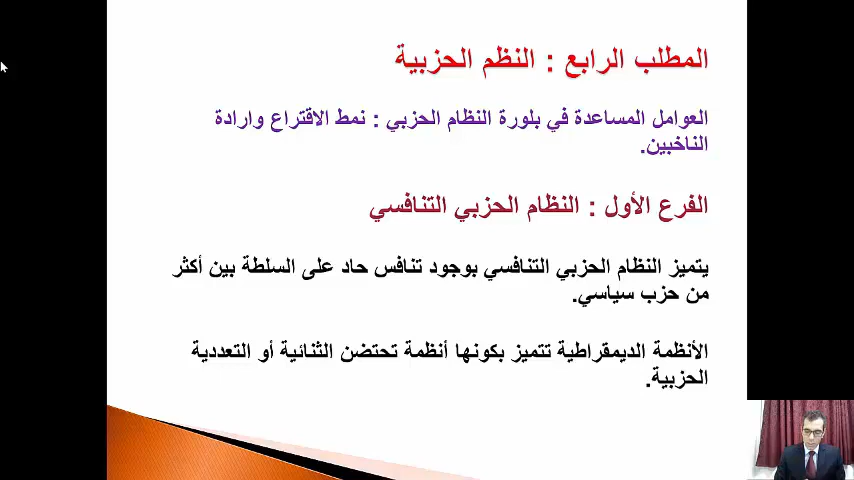 المطلب الرابع : النظم الحزبية
العوامل المساعدة في بلورة النظام الحزبي : نمط الاقتراع وارادة
الناخبين.
الفرع الأول : النظام الحزبي التنافسي
يتميز النظام الحزبي التنافسي بوجود تنافس حاد على السلطة بين أكثر
من حزب سياسي.
الأنظمة الديمقراطية تتميز بكونها أنظمة تحتضن الثنائية أو التعددية
الحزبية.